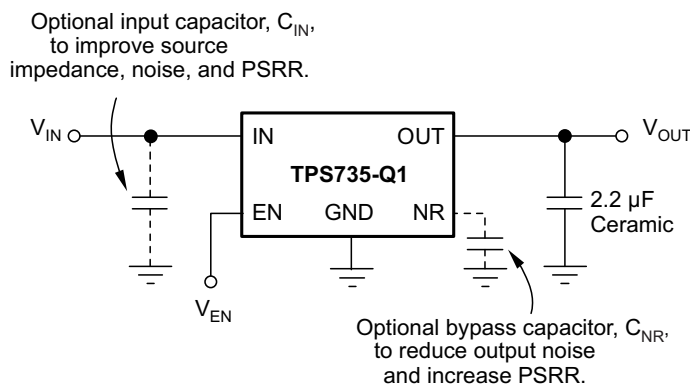 Optional input capacitor, C_IN,
to improve source
impedance, noise, and PSRR.
V_IN
V_OUT
IN
OUT
TPS735-Q1
EN
GND
NR
2.2 µF
Ceramic
V_EN
Optional bypass capacitor, C_NR,
to reduce output noise
and increase PSRR.